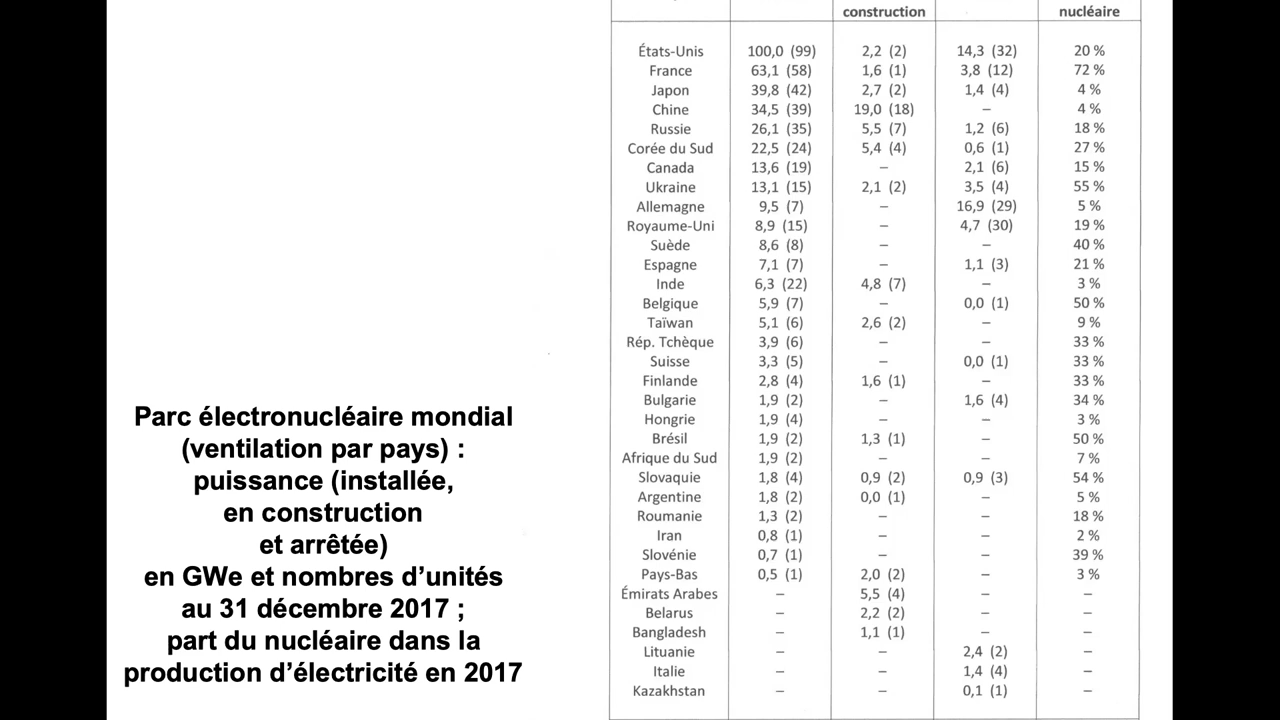 construction nucléaire
États-Unis 100,0 (99) 2,2 (2) 14,3 (32) 20 %
France 63,1 (58) 1,6 (1) 3,8 (12) 72 %
Japon 39,8 (42) 2,7 (2) 1,4 (4) 4 %
Chine 34,5 (39) 19,0 (18) – 4 %
Russie 26,1 (35) 5,5 (7) 1,2 (6) 18 %
Corée du Sud 22,5 (24) 5,4 (4) 0,6 (1) 27 %
Canada 13,6 (19) – 2,1 (6) 15 %
Ukraine 13,1 (15) 2,1 (2) 3,5 (4) 55 %
Allemagne 9,5 (7) – 16,9 (29) 5 %
Royaume-Uni 8,9 (15) – 4,7 (30) 19 %
Suède 8,6 (8) – – 40 %
Espagne 7,1 (7) – 1,1 (3) 21 %
Inde 6,3 (22) 4,8 (7) – 3 %
Belgique 5,9 (7) – 0,0 (1) 50 %
Taïwan 5,1 (6) 2,6 (2) – 9 %
Rép. Tchèque 3,9 (6) – – 33 %
Suisse 3,3 (5) – 0,0 (1) 33 %
Finlande 2,8 (4) 1,6 (1) – 33 %
Bulgarie 1,9 (2) – 1,6 (4) 34 %
Hongrie 1,9 (4) – – 3 %
Brésil 1,9 (2) 1,3 (1) – 50 %
Afrique du Sud 1,9 (2) – – 7 %
Slovaquie 1,8 (4) 0,9 (2) 0,9 (3) 54 %
Argentine 1,8 (2) 0,0 (1) – 5 %
Roumanie 1,3 (2) – – 18 %
Iran 0,8 (1) – – 2 %
Slovénie 0,7 (1) – – 39 %
Pays-Bas 0,5 (1) 2,0 (2) – 3 %
Émirats Arabes – 5,5 (4) – –
Belarus – 2,2 (2) – –
Bangladesh – 1,1 (1) – –
Lituanie – – 2,4 (2) –
Italie – – 1,4 (4) –
Kazakhstan – – 0,1 (1) –
Parc électronucléaire mondial
(ventilation par pays) :
puissance (installée,
en construction
et arrêtée)
en GWe et nombres d’unités
au 31 décembre 2017 ;
part du nucléaire dans la
production d’électricité en 2017